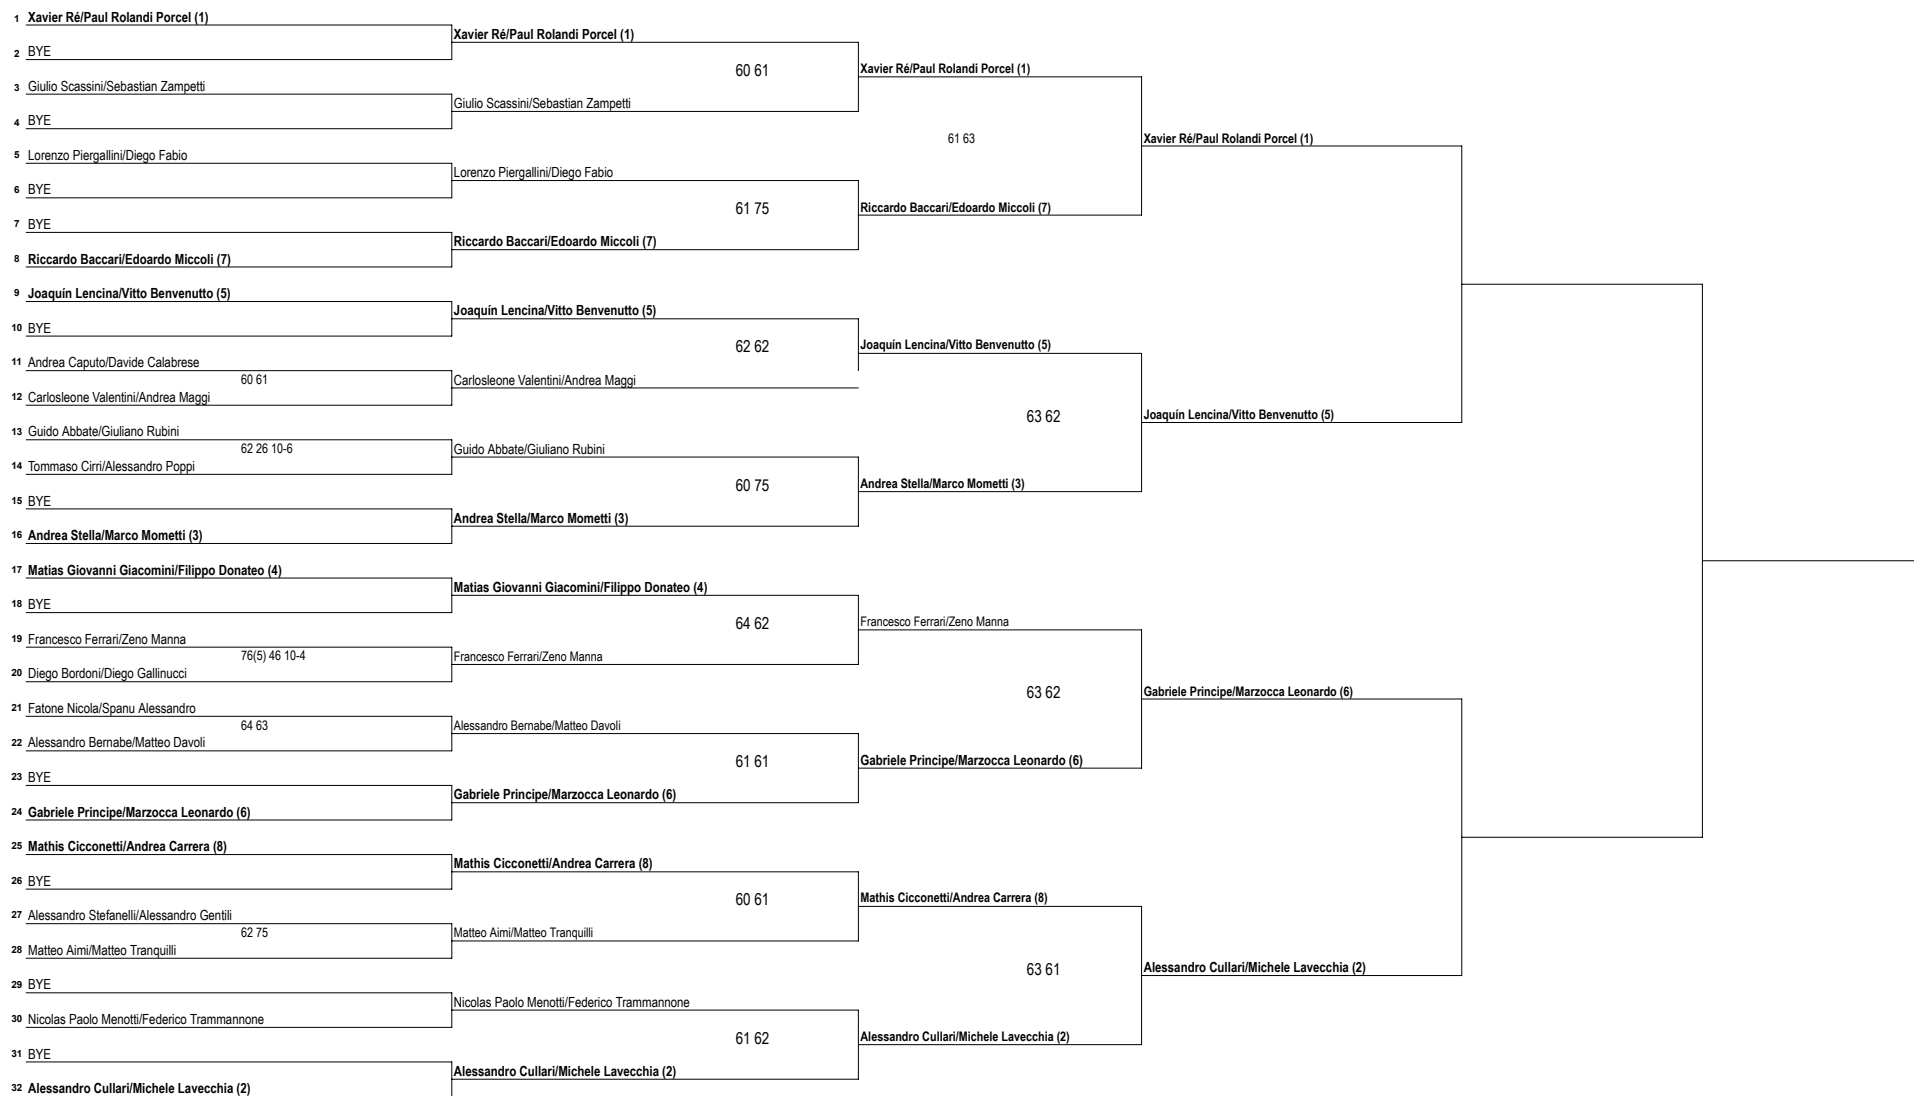 1 Xavier Ré/Paul Rolandi Porcel (1)
Xavier Ré/Paul Rolandi Porcel (1)
2 BYE
60 61
Xavier Ré/Paul Rolandi Porcel (1)
3 Giulio Scassini/Sebastian Zampetti
Giulio Scassini/Sebastian Zampetti
4 BYE
61 63
Xavier Ré/Paul Rolandi Porcel (1)
5 Lorenzo Piergallini/Diego Fabio
Lorenzo Piergallini/Diego Fabio
6 BYE
61 75
Riccardo Baccari/Edoardo Miccoli (7)
7 BYE
Riccardo Baccari/Edoardo Miccoli (7)
8 Riccardo Baccari/Edoardo Miccoli (7)
9 Joaquín Lencina/Vitto Benvenutto (5)
Joaquín Lencina/Vitto Benvenutto (5)
10 BYE
62 62
Joaquín Lencina/Vitto Benvenutto (5)
11 Andrea Caputo/Davide Calabrese
60 61
Carlosleone Valentini/Andrea Maggi
12 Carlosleone Valentini/Andrea Maggi
63 62
Joaquín Lencina/Vitto Benvenutto (5)
13 Guido Abbate/Giuliano Rubini
62 26 10-6
Guido Abbate/Giuliano Rubini
14 Tommaso Cirri/Alessandro Poppi
60 75
Andrea Stella/Marco Mometti (3)
15 BYE
Andrea Stella/Marco Mometti (3)
16 Andrea Stella/Marco Mometti (3)
17 Matias Giovanni Giacomini/Filippo Donateo (4)
Matias Giovanni Giacomini/Filippo Donateo (4)
18 BYE
64 62
Francesco Ferrari/Zeno Manna
19 Francesco Ferrari/Zeno Manna
76(5) 46 10-4
Francesco Ferrari/Zeno Manna
20 Diego Bordoni/Diego Gallinucci
63 62
Gabriele Principe/Marzocca Leonardo (6)
21 Fatone Nicola/Spanu Alessandro
64 63
Alessandro Bernabe/Matteo Davoli
22 Alessandro Bernabe/Matteo Davoli
61 61
Gabriele Principe/Marzocca Leonardo (6)
23 BYE
Gabriele Principe/Marzocca Leonardo (6)
24 Gabriele Principe/Marzocca Leonardo (6)
25 Mathis Cicconetti/Andrea Carrera (8)
Mathis Cicconetti/Andrea Carrera (8)
26 BYE
60 61
Mathis Cicconetti/Andrea Carrera (8)
27 Alessandro Stefanelli/Alessandro Gentili
62 75
Matteo Aimi/Matteo Tranquilli
28 Matteo Aimi/Matteo Tranquilli
63 61
Alessandro Cullari/Michele Lavecchia (2)
29 BYE
Nicolas Paolo Menotti/Federico Trammannone
30 Nicolas Paolo Menotti/Federico Trammannone
61 62
Alessandro Cullari/Michele Lavecchia (2)
31 BYE
Alessandro Cullari/Michele Lavecchia (2)
32 Alessandro Cullari/Michele Lavecchia (2)